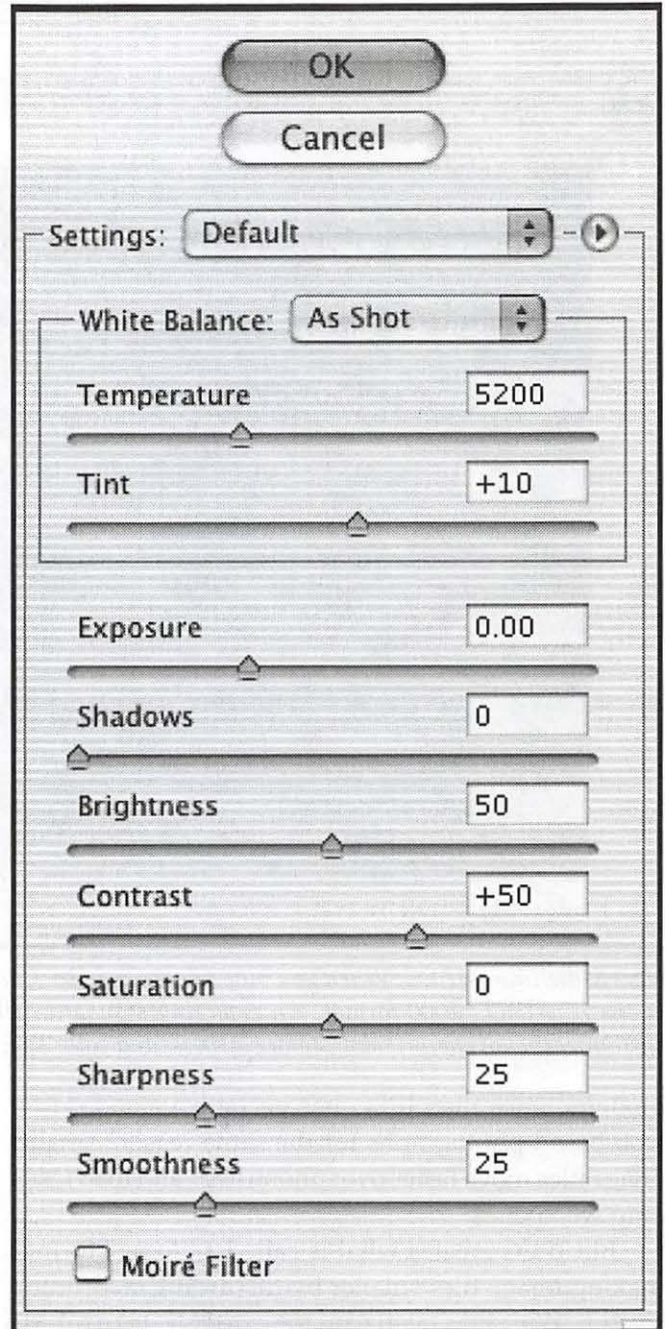 OK
Cancel
Settings: Default
White Balance: As Shot
Temperature 5200
Tint +10
Exposure 0.00
Shadows 0
Brightness 50
Contrast +50
Saturation 0
Sharpness 25
Smoothness 25
Moiré Filter